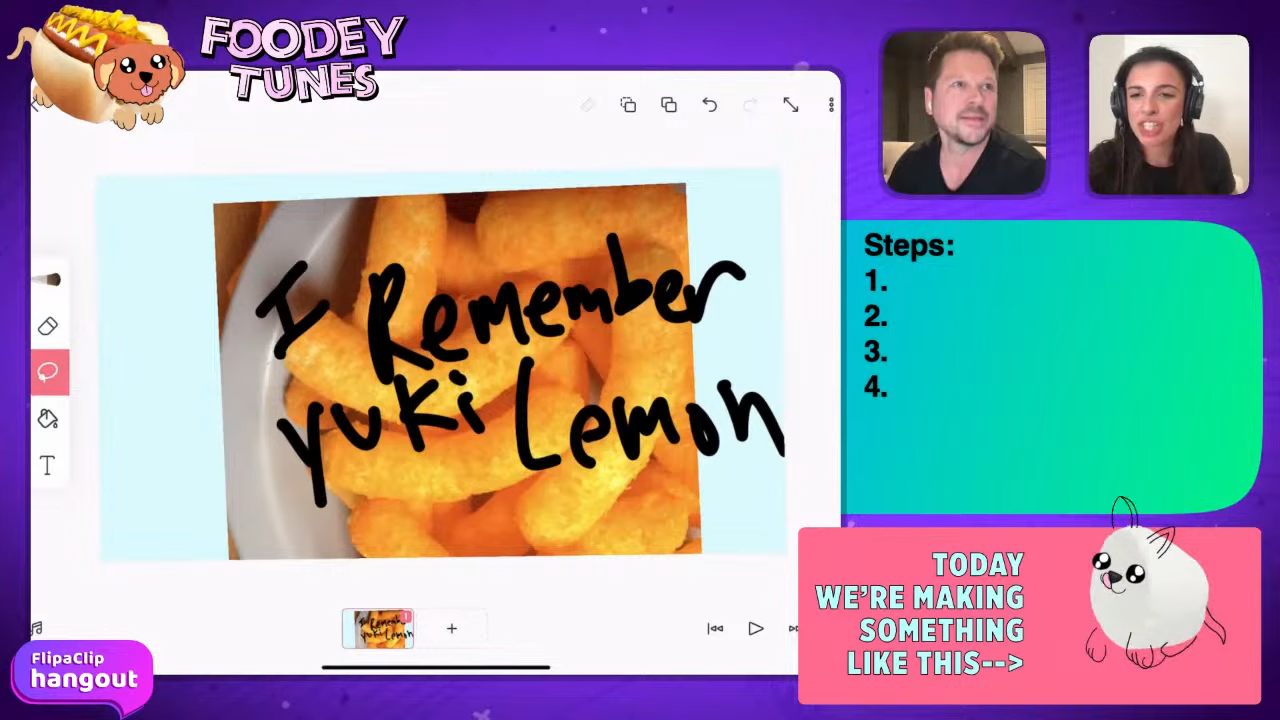 FOODEY
TUNES
I Remember
yuki Lemon
T
Steps:
1.
2.
3.
4.
TODAY
WE'RE MAKING
SOMETHING
LIKE THIS-->
FlipaClip
hangout